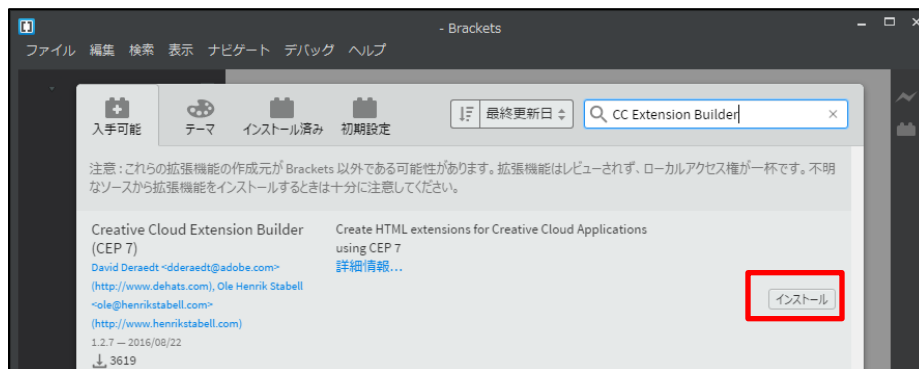 - Brackets
ファイル 編集 検索 表示 ナビゲート デバッグ ヘルプ
入手可能 テーマ インストール済み 初期設定 最終更新日 CC Extension Builder
注意 : これらの拡張機能の作成元が Brackets 以外である可能性があります。拡張機能はレビューされず、ローカルアクセス権が一杯です。不明
なソースから拡張機能をインストールするときは十分に注意してください。
Creative Cloud Extension Builder
(CEP 7)
David Deraedt <dderaedt@adobe.com>
(http://www.dehats.com), Ole Henrik Stabell
<ole@henrikstabell.com>
(http://www.henrikstabell.com)
1.2.7 — 2016/08/22
3619
Create HTML extensions for Creative Cloud Applications
using CEP 7
詳細情報...
インストール